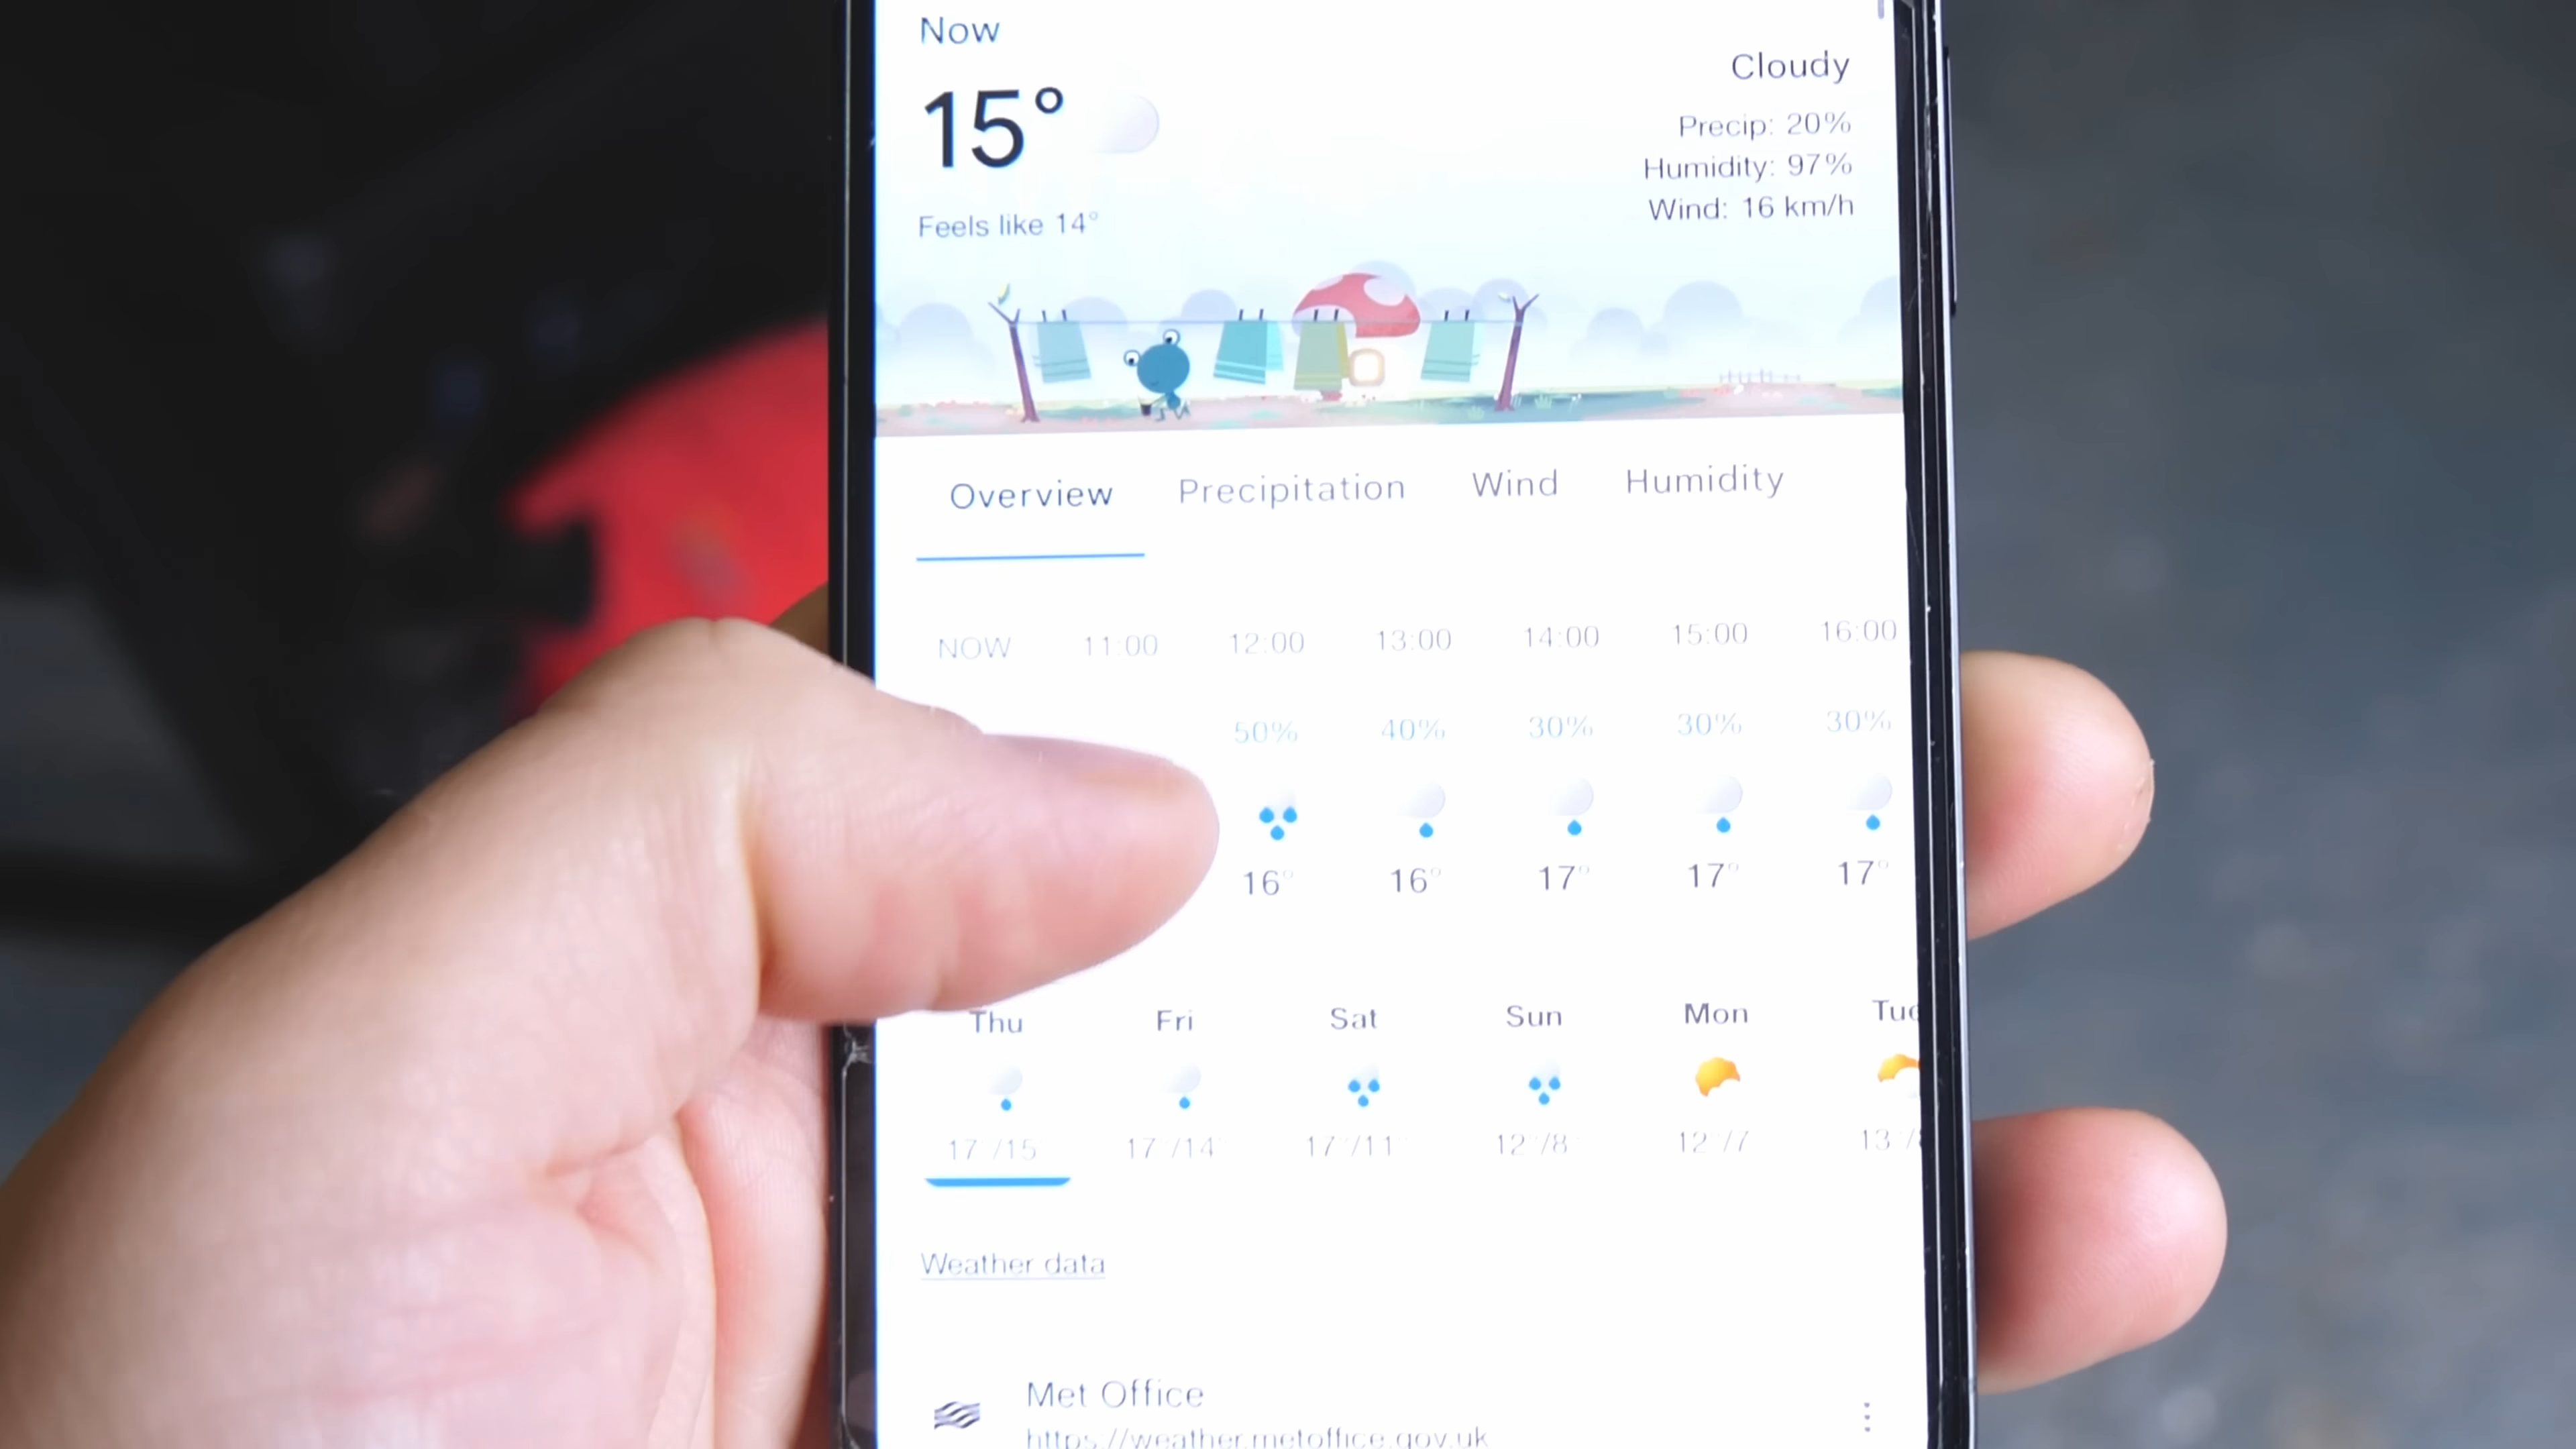 Now
Cloudy
15°
Precip: 20%
Humidity: 97%
Wind: 16 km/h
Feels like 14°
Overview Precipitation Wind Humidity
NOW 11:00 12:00 13:00 14:00 15:00 16:00
50% 40% 30% 30% 30%
16° 16° 17° 17° 17°
Thu Fri Sat Sun Mon Tue
17°/15 17°/14° 17°/11° 12°/8 12°/7 13°/
Weather data
Met Office
https://weather.metoffice.gov.uk